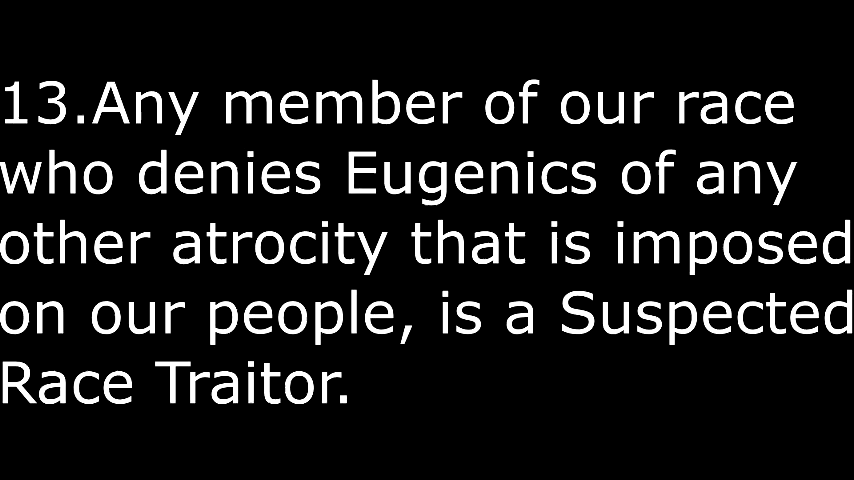 13.Any member of our race
who denies Eugenics of any
other atrocity that is imposed
on our people, is a Suspected
Race Traitor.